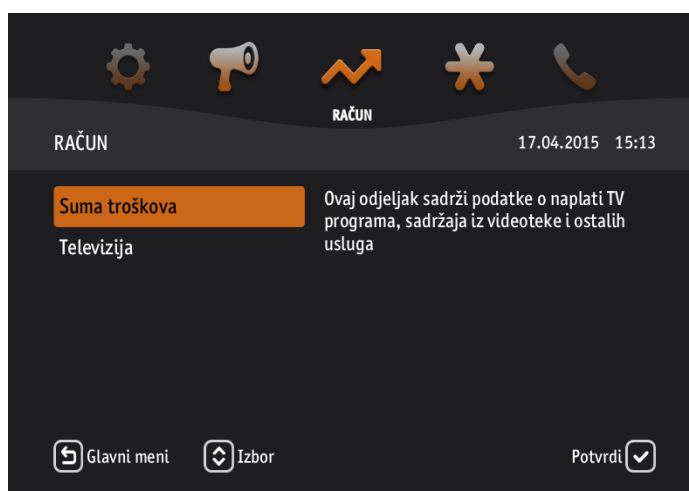 RAČUN
RAČUN
17.04.2015 15:13
Suma troškova
Televizija
Ovaj odjeljak sadrži podatke o naplati TV
programa, sadržaja iz videoteke i ostalih
usluga
Glavni meni
Izbor
Potvrdi